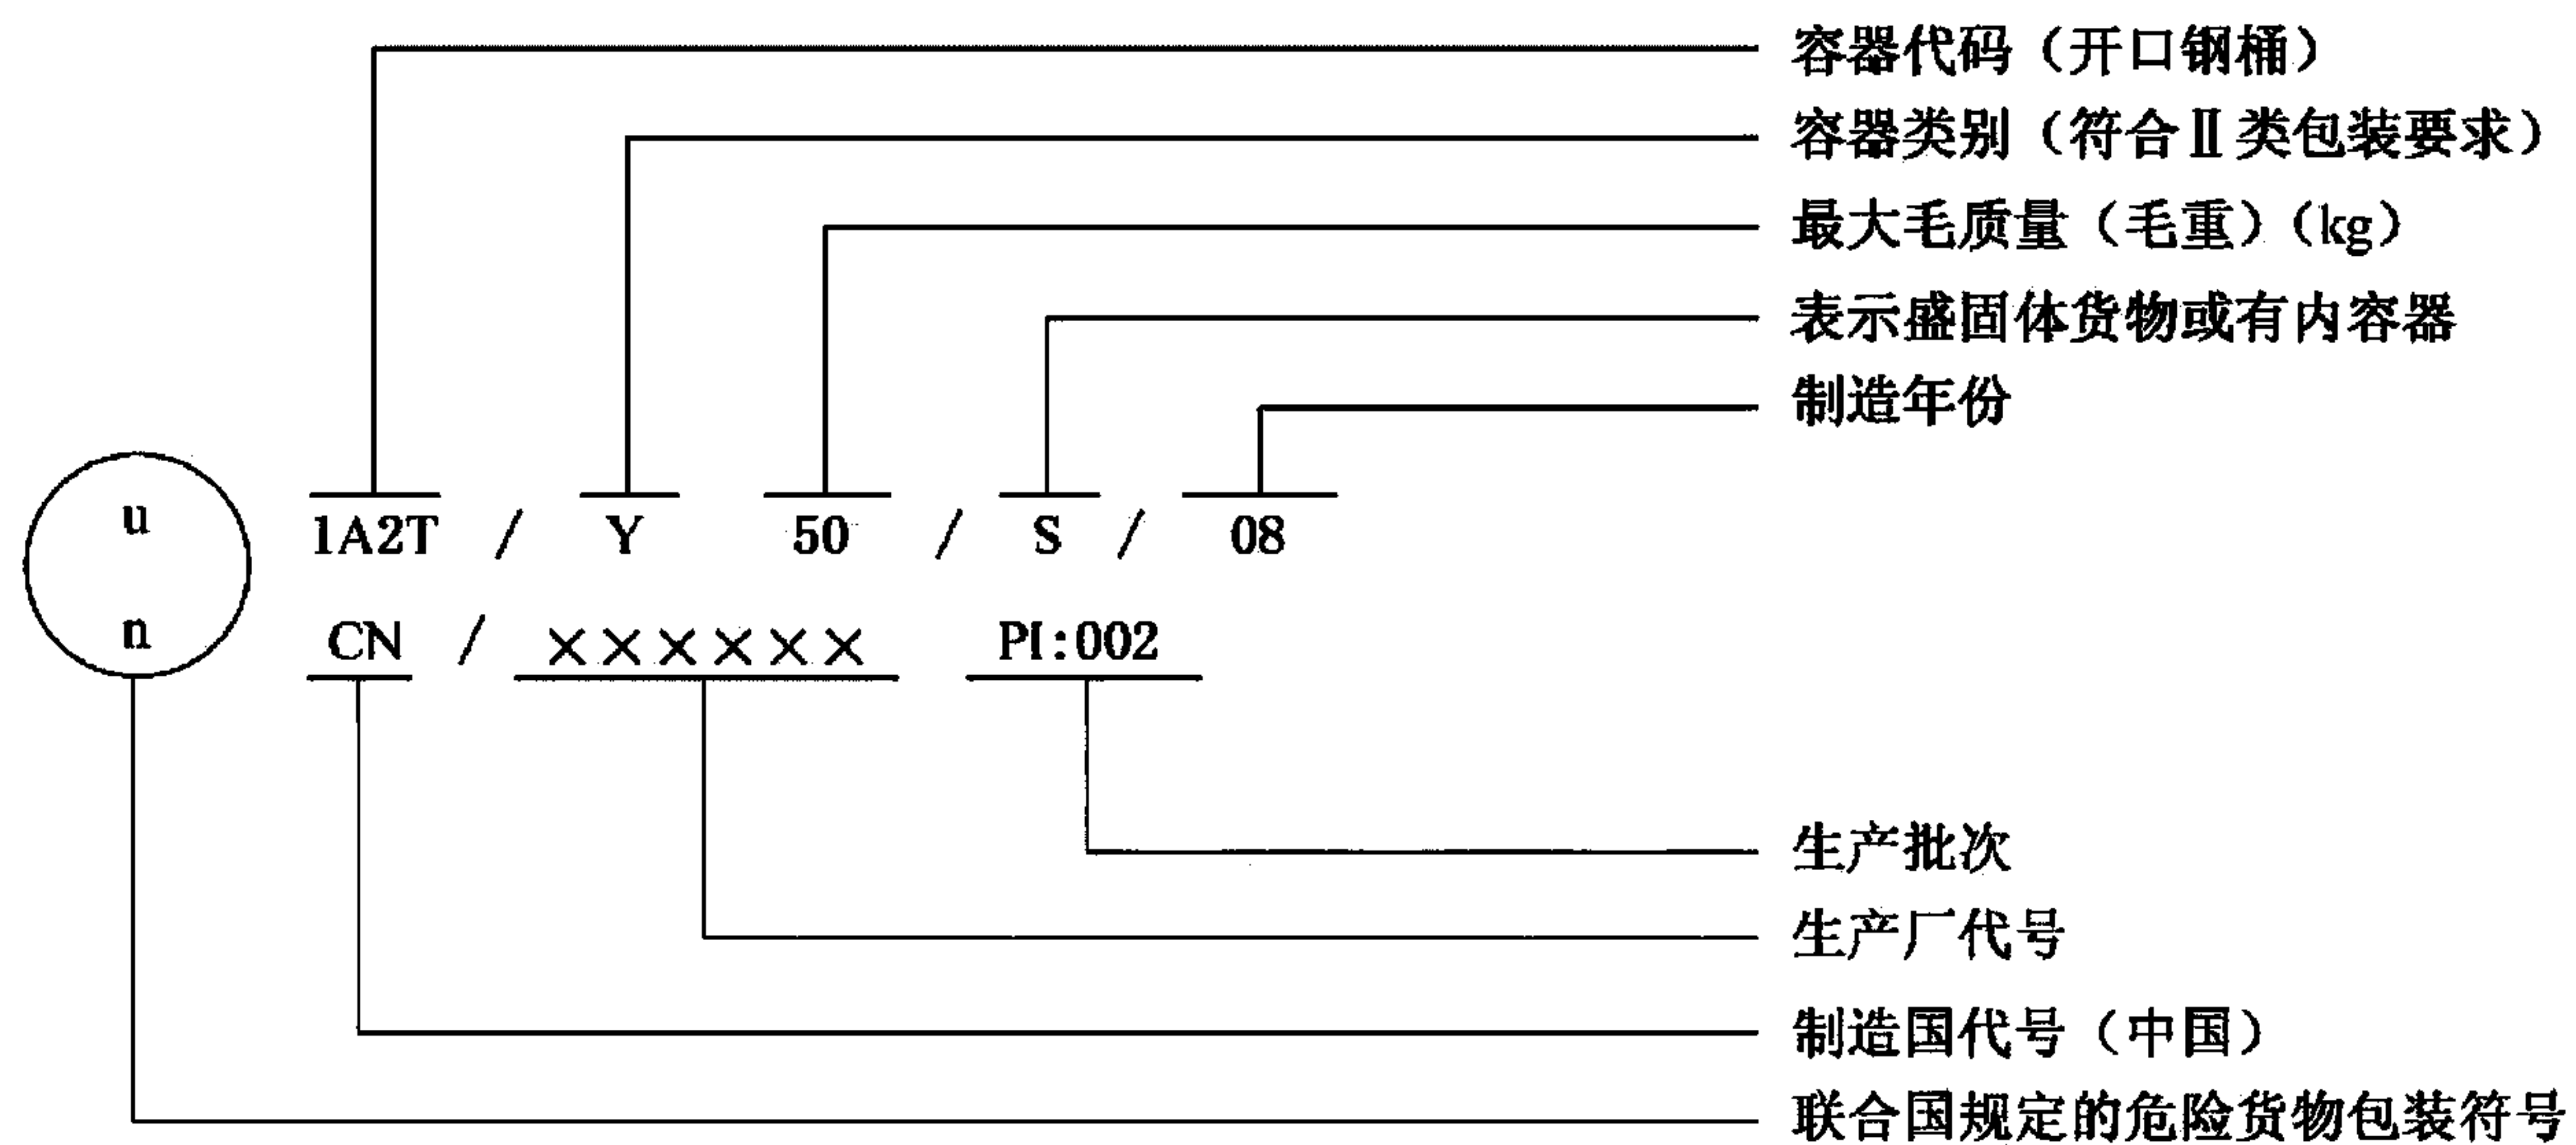 容器代码（开口钢桶）
容器类别（符合Ⅱ类包装要求）
最大毛质量（毛重）（kg）
表示盛固体货物或有内容器
制造年份
u
n
1A2T / Y 50 / S / 08
CN / ×××××× PI:002
生产批次
生产厂代号
制造国代号（中国）
联合国规定的危险货物包装符号